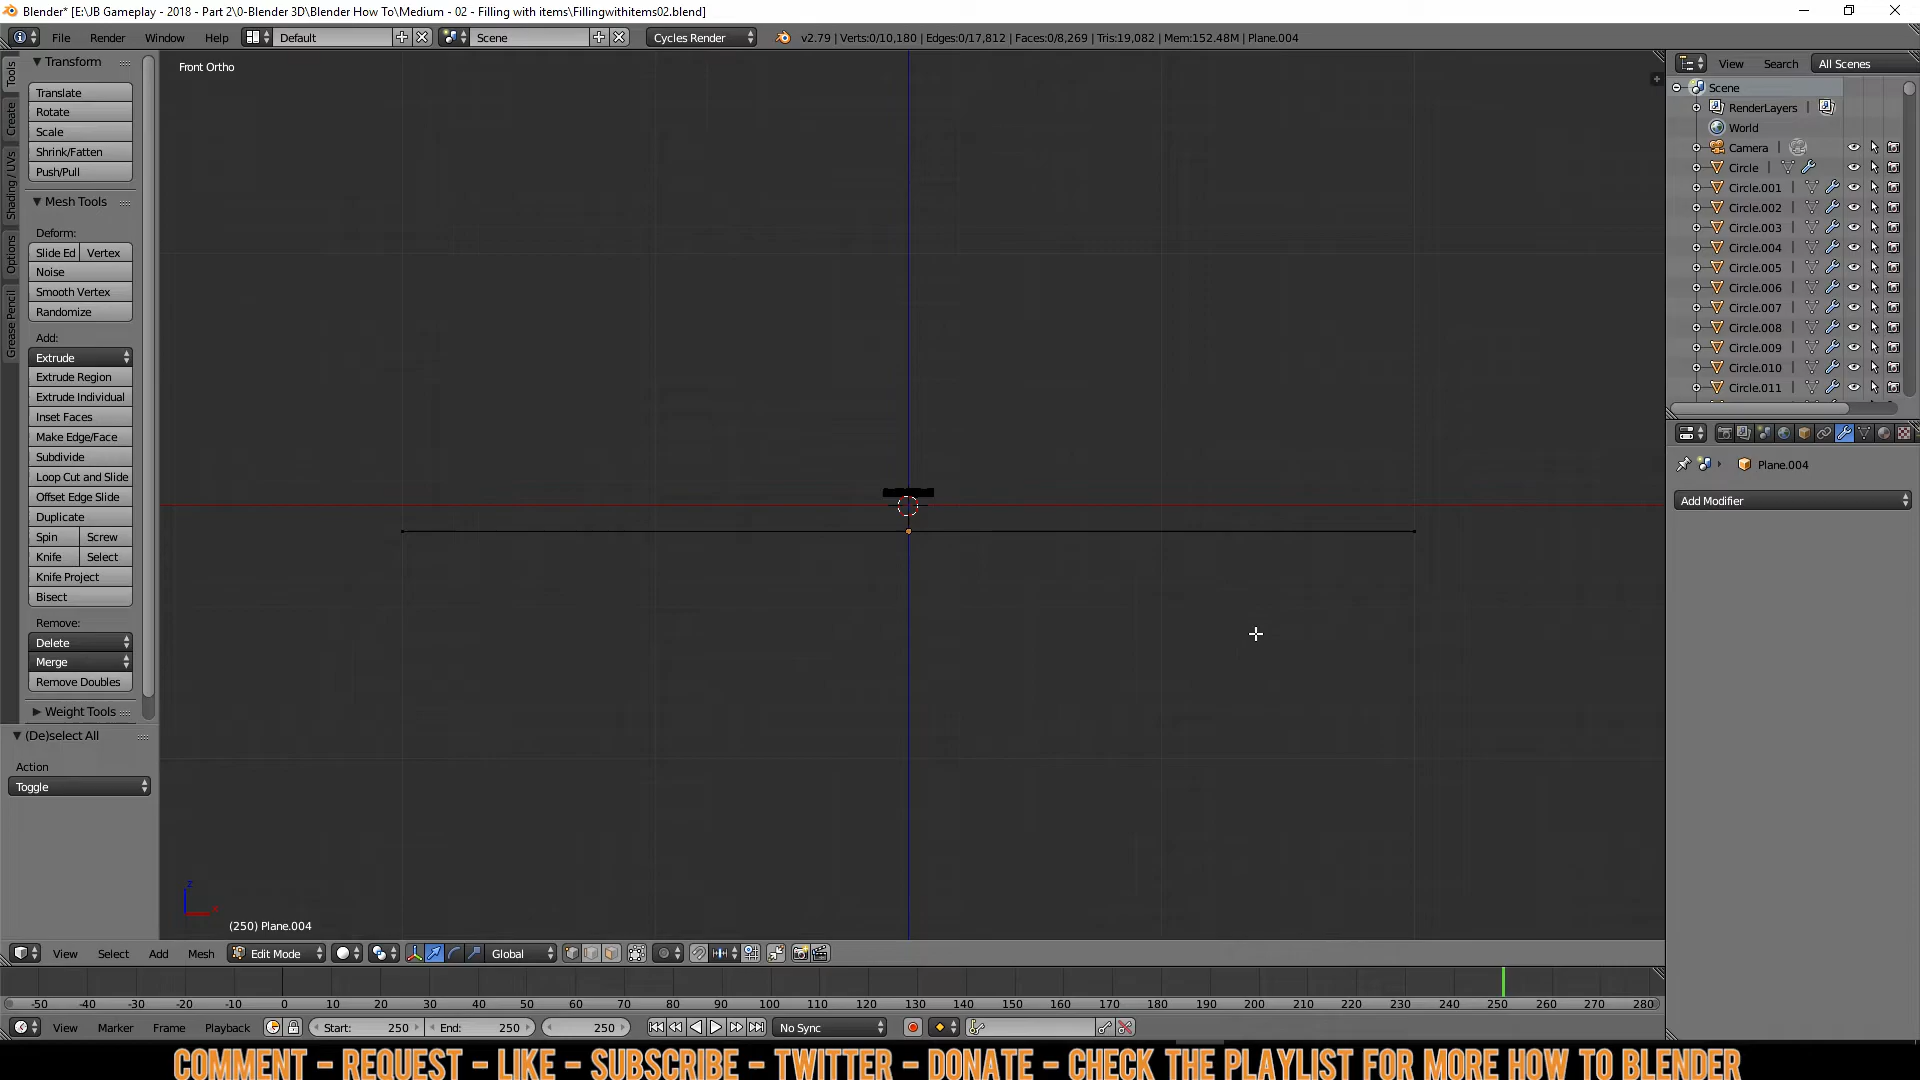 Blender* [E:\JB Gameplay - 2018 - Part 2\0-Blender 3D\Blender How To\Medium - 02 - Filling with items\Fillingwithitems02.blend]
File Render Window Help Default Scene Cycles Render v2.79 | Verts:0/10,180 | Edges:0/17,812 | Faces:0/8,269 | Tris:19,082 | Mem:152.48M | Plane.004
Tools
Create
Shading / UVs
Options
Grease Pencil
Transform
Translate
Rotate
Scale
Shrink/Fatten
Push/Pull
Mesh Tools
Deform:
Slide Ed Vertex
Noise
Smooth Vertex
Randomize
Add:
Extrude
Extrude Region
Extrude Individual
Inset Faces
Make Edge/Face
Subdivide
Loop Cut and Slide
Offset Edge Slide
Duplicate
Spin Screw
Knife Select
Knife Project
Bisect
Remove:
Delete
Merge
Remove Doubles
Weight Tools
(De)select All
Action
Toggle
Front Ortho
z
x
(250) Plane.004
View Search All Scenes
Scene
RenderLayers |
World
Camera |
Circle |
Circle.001 |
Circle.002 |
Circle.003 |
Circle.004 |
Circle.005 |
Circle.006 |
Circle.007 |
Circle.008 |
Circle.009 |
Circle.010 |
Circle.011 |
Plane.004
Add Modifier
View Select Add Mesh Edit Mode Global
-50 -40 -30 -20 -10 0 10 20 30 40 50 60 70 80 90 100 110 120 130 140 150 160 170 180 190 200 210 220 230 240 250 260 270 280
View Marker Frame Playback Start: 250 End: 250 250 No Sync
COMMENT - REQUEST - LIKE - SUBSCRIBE - TWITTER - DONATE - CHECK THE PLAYLIST FOR MORE HOW TO BLENDER